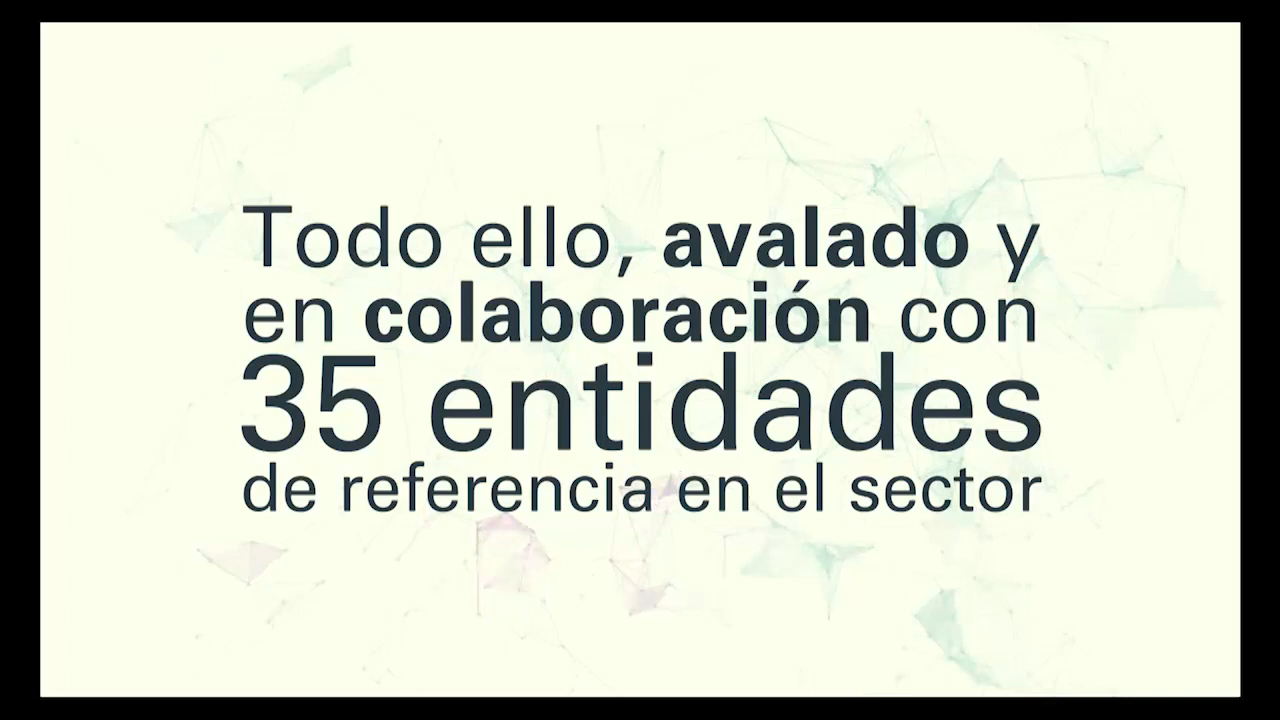 Todo ello, avalado y
en colaboración con
35 entidades
de referencia en el sector